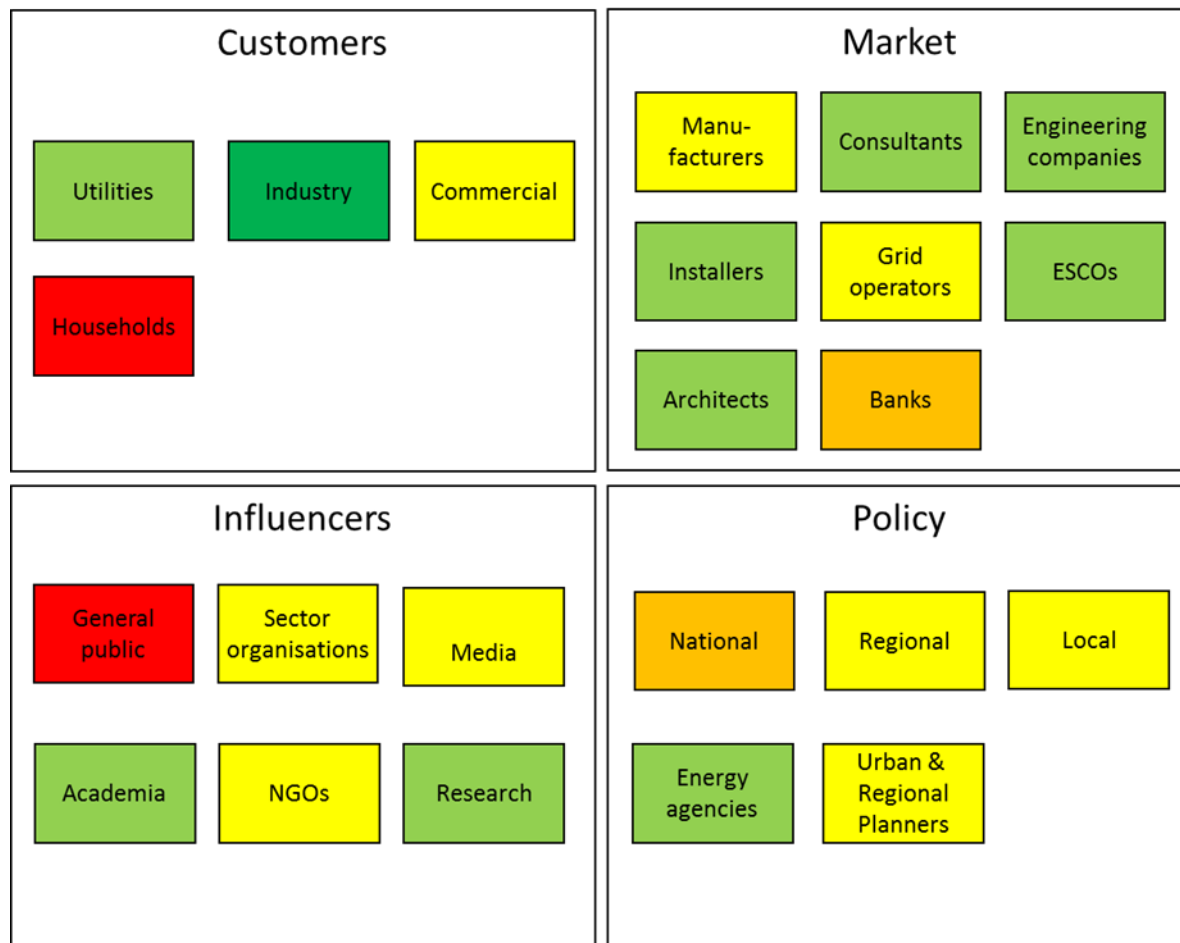 Customers
Utilities
Industry
Commercial
Households
Market
Manu-
facturers
Consultants
Engineering
companies
Installers
Grid
operators
ESCOs
Architects
Banks
Influencers
General
public
Sector
organisations
Media
Academia
NGOs
Research
Policy
National
Regional
Local
Energy
agencies
Urban &
Regional
Planners